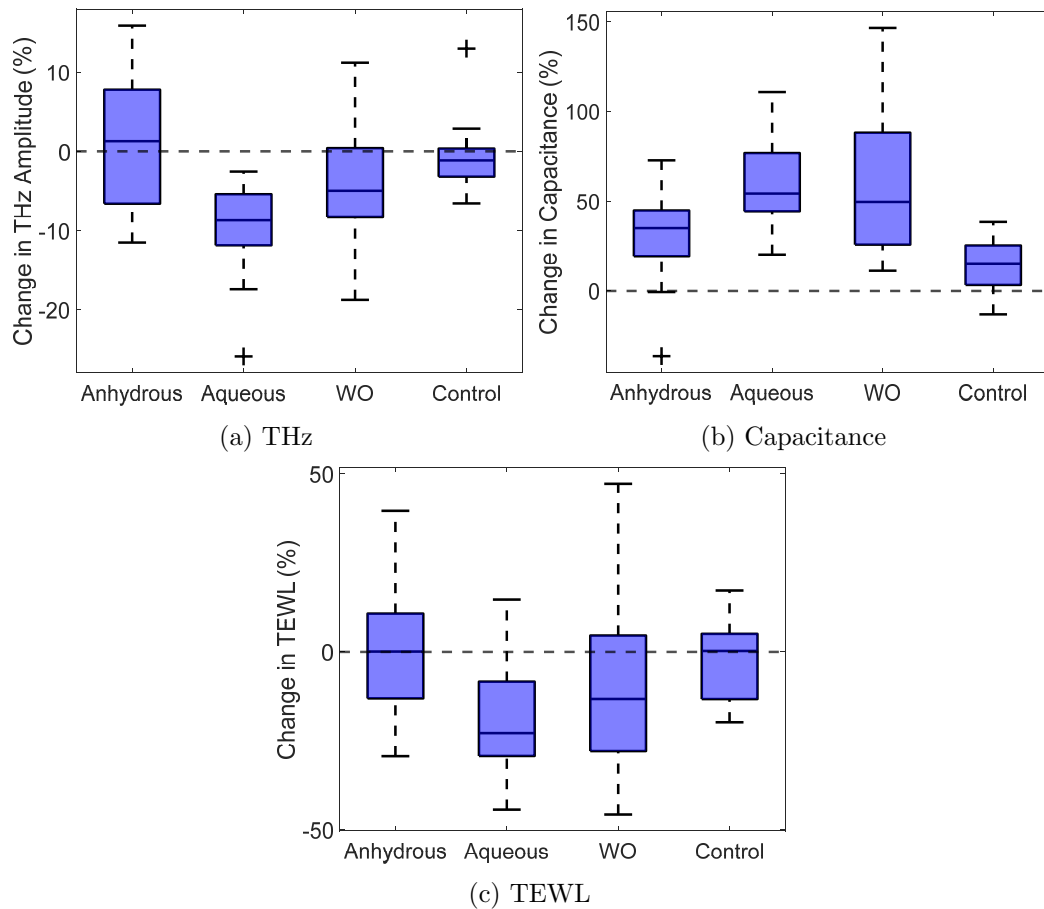 Change in THz Amplitude (%)
10
0
-10
-20
Anhydrous Aqueous WO Control
(a) THz
Change in Capacitance (%)
150
100
50
0
Anhydrous Aqueous WO Control
(b) Capacitance
Change in TEWL (%)
50
0
-50
Anhydrous Aqueous WO Control
(c) TEWL